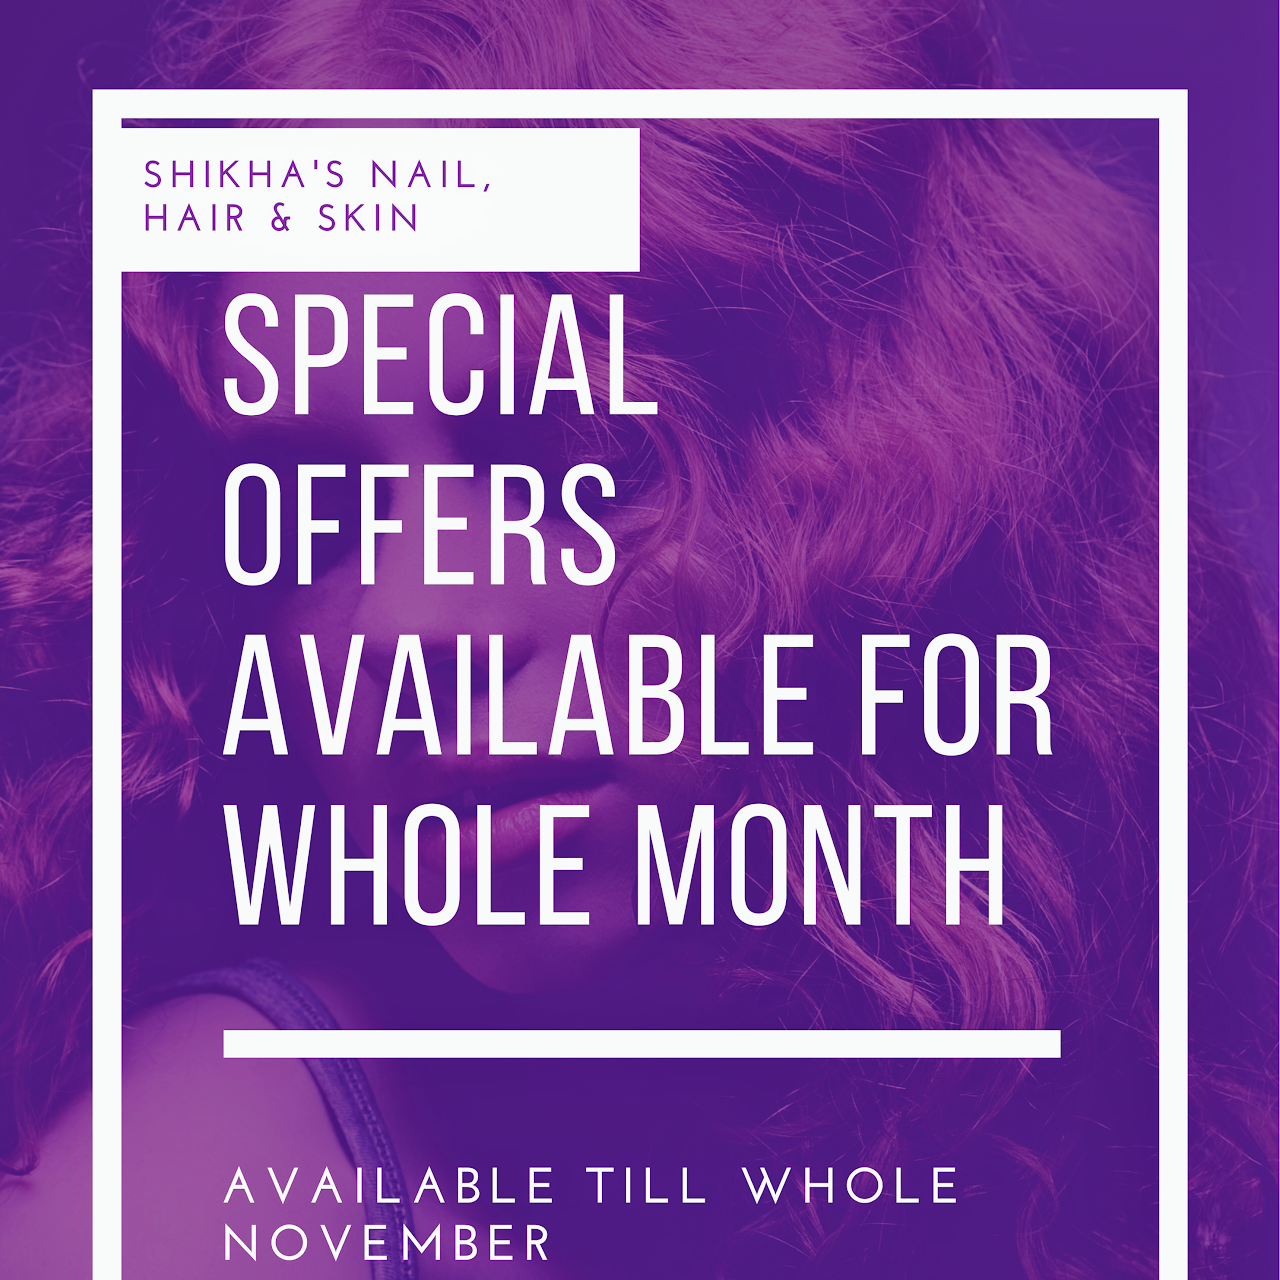 SHIKHA'S NAIL,
HAIR & SKIN
SPECIAL
OFFERS
AVAILABLE FOR
WHOLE MONTH
AVAILABLE TILL WHOLE
NOVEMBER